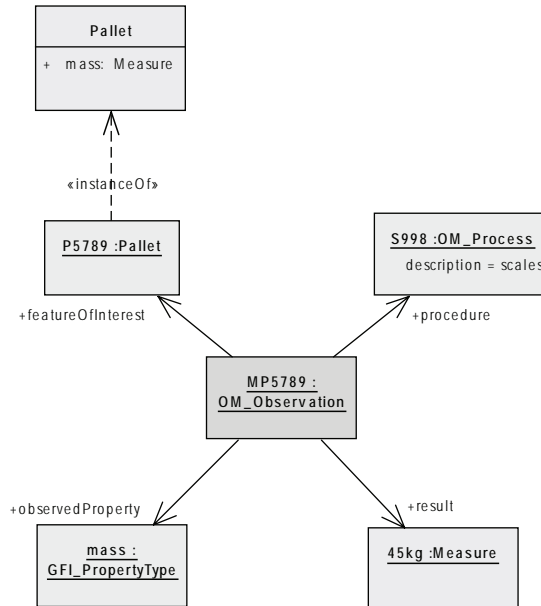 Pallet
+ mass: Measure
«instanceOf»
P5789 :Pallet
S998 :OM_Process
description = scales
+featureOfInterest
+procedure
MP5789 :
OM_Observation
+observedProperty
+result
mass :
GFI_PropertyType
45kg :Measure